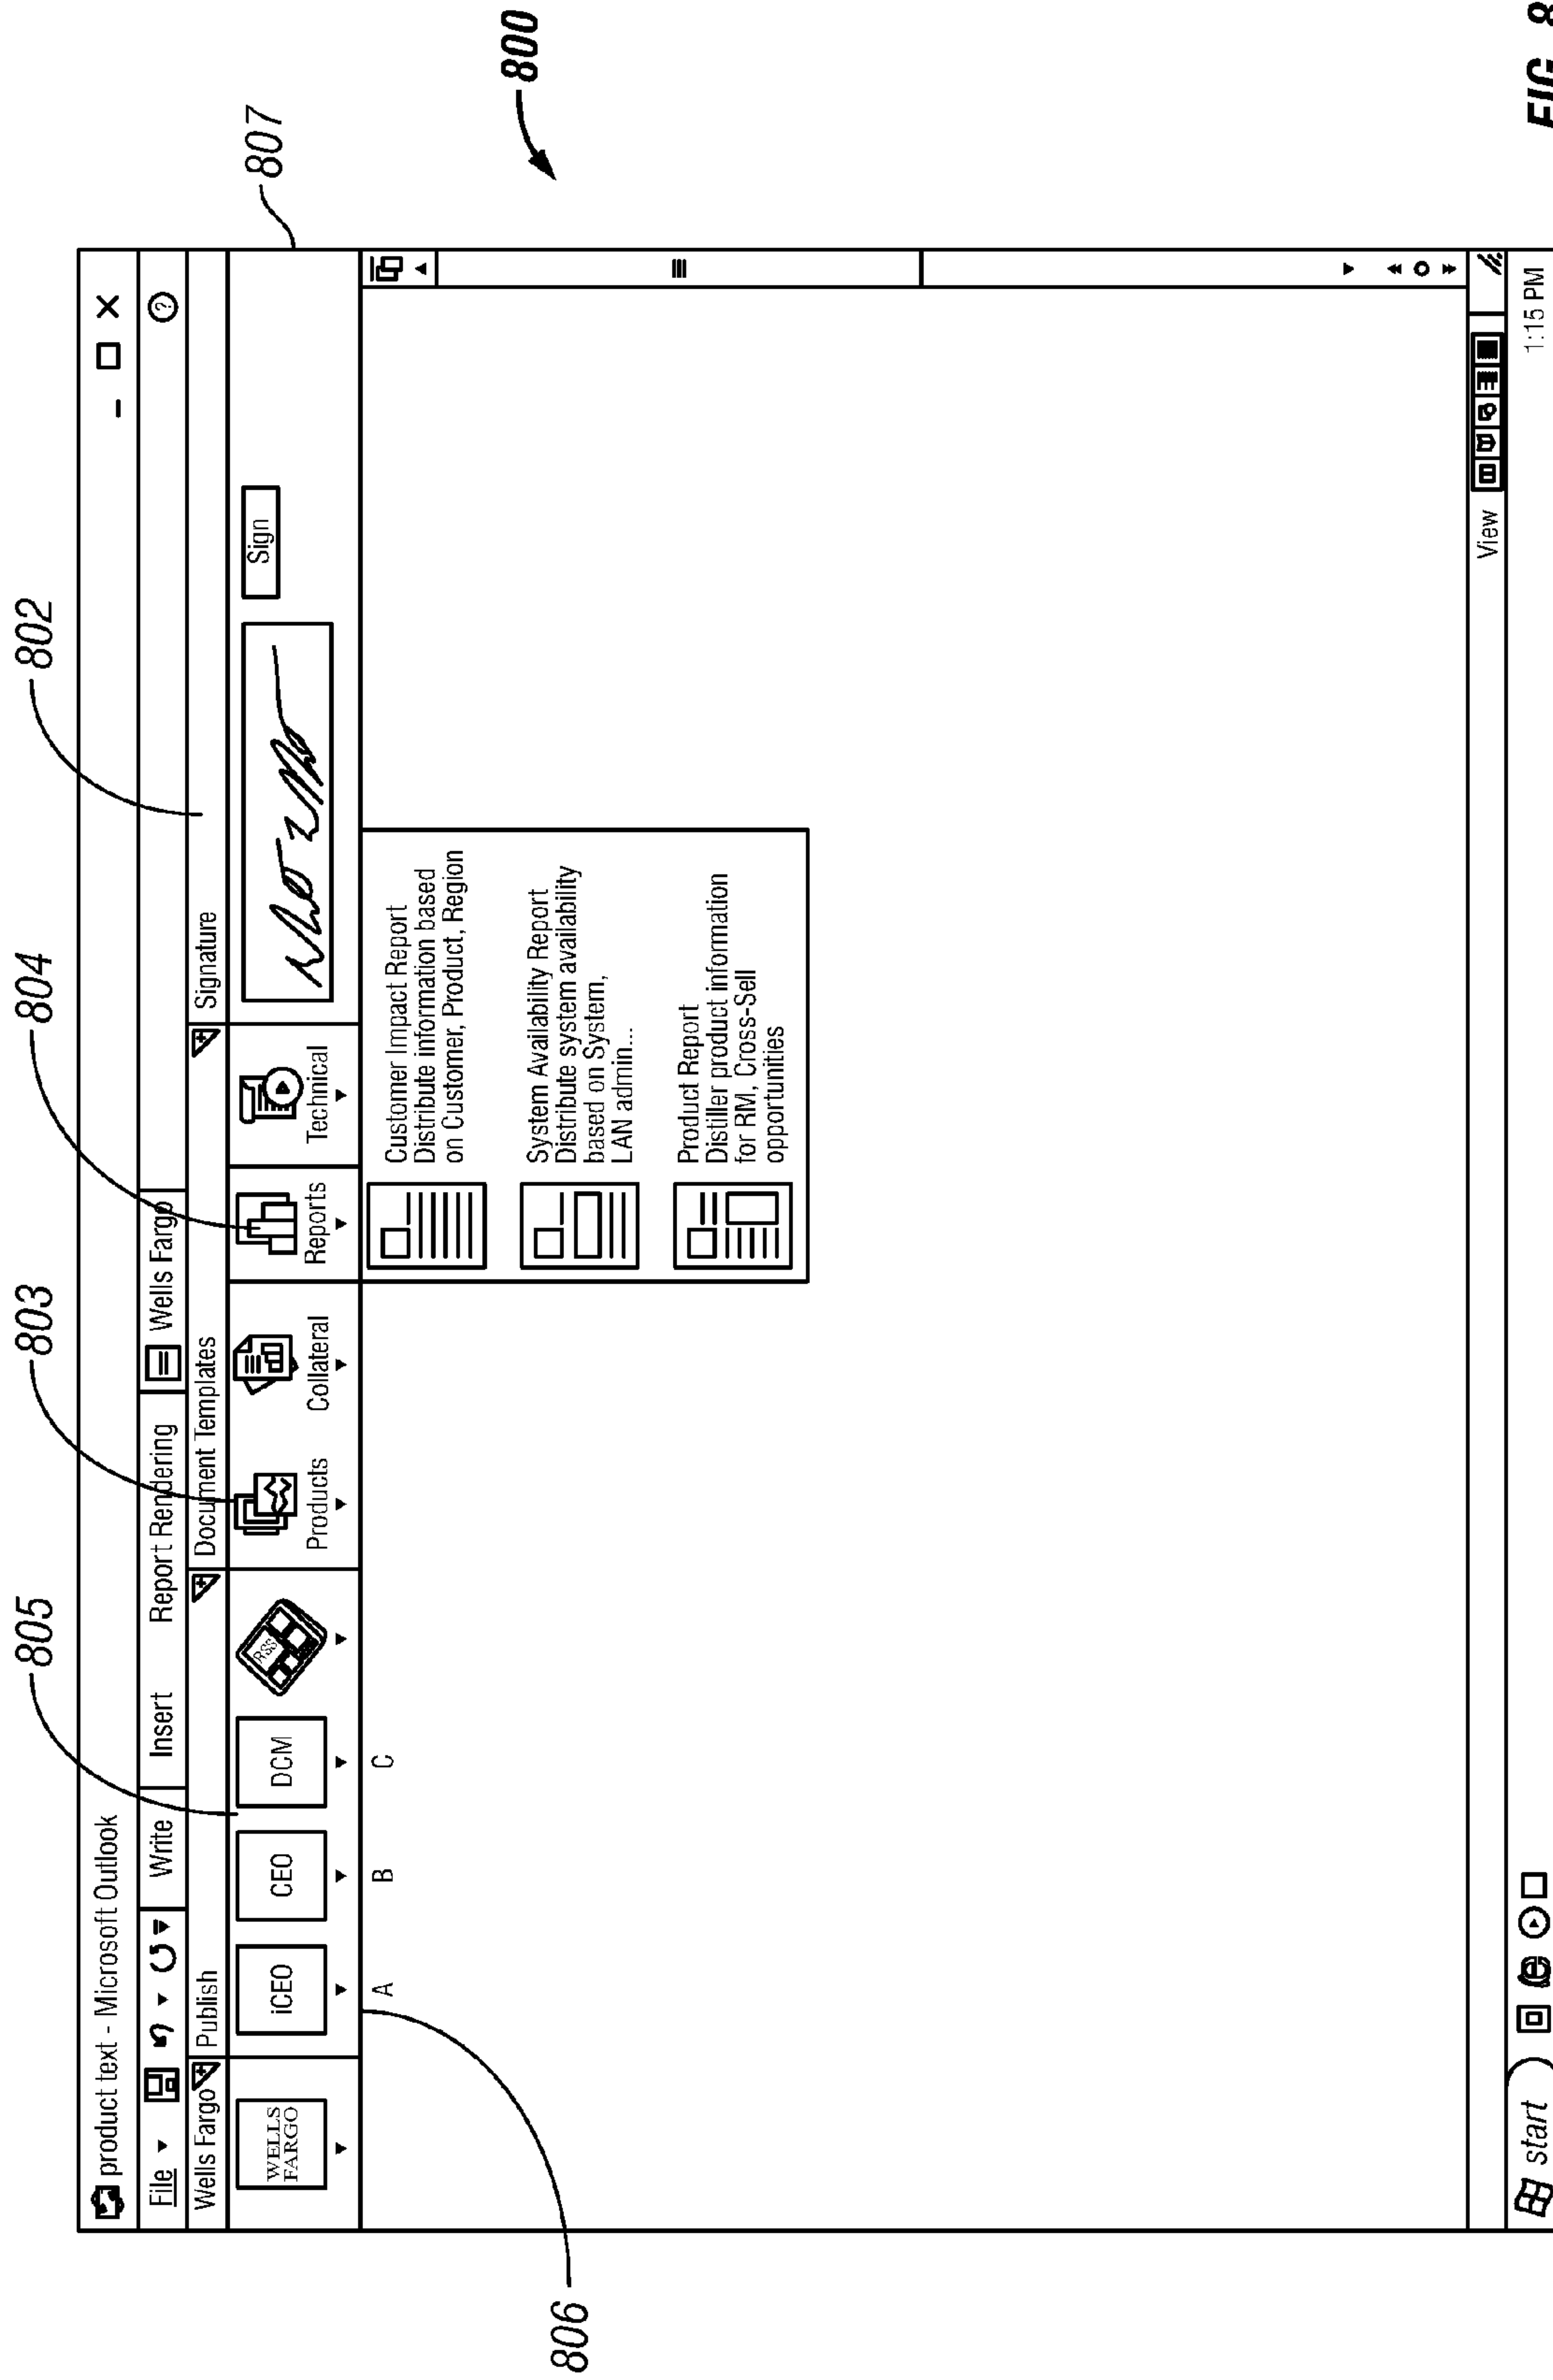 802
803
804
805
807
800
806
product text - Microsoft Outlook
File
Write
Insert
Report Rendering
Wells Fargo
?
Wells Fargo
Publish
Document Templates
Signature
WELLS
FARGO
iCEO
CEO
DCM
RSS
Products
Collateral
Reports
Technical
Sign
A
B
C
Customer Impact Report
Distribute information based
on Customer, Product, Region
System Availability Report
Distribute system availability
based on System,
LAN admin...
Product Report
Distiller product information
for RM, Cross-Sell
opportunities
View
start
1:15 PM
FIG. 8